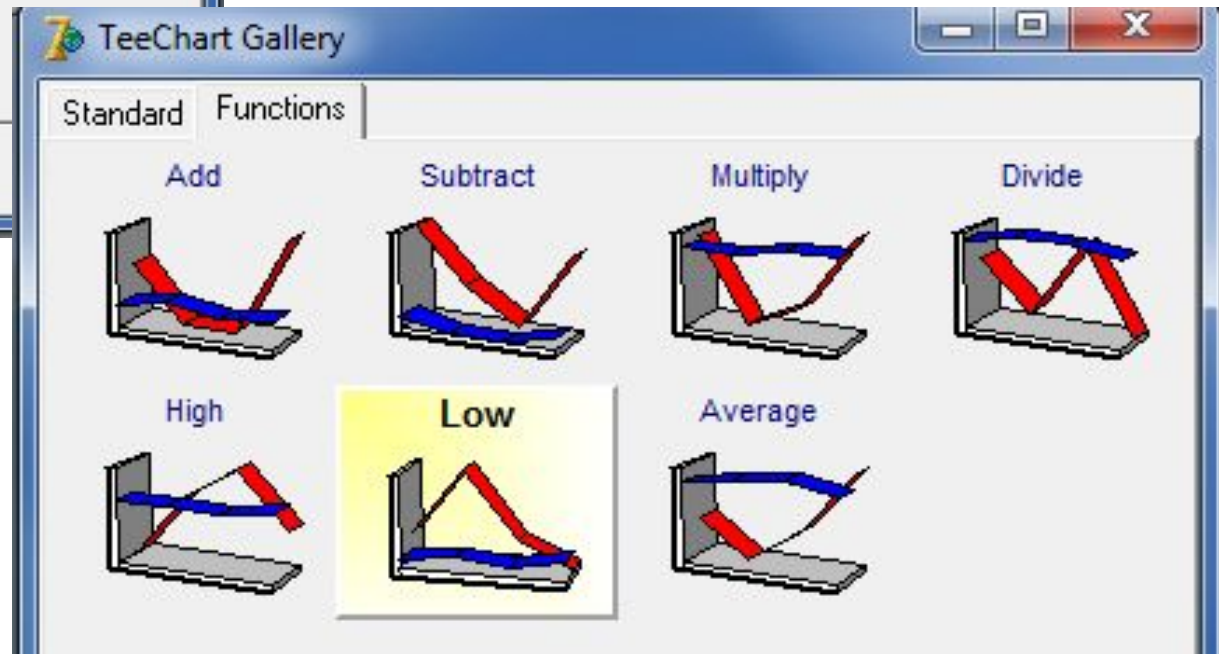 TeeChart Gallery
Standard Functions
Add Subtract Multiply Divide
High Low Average